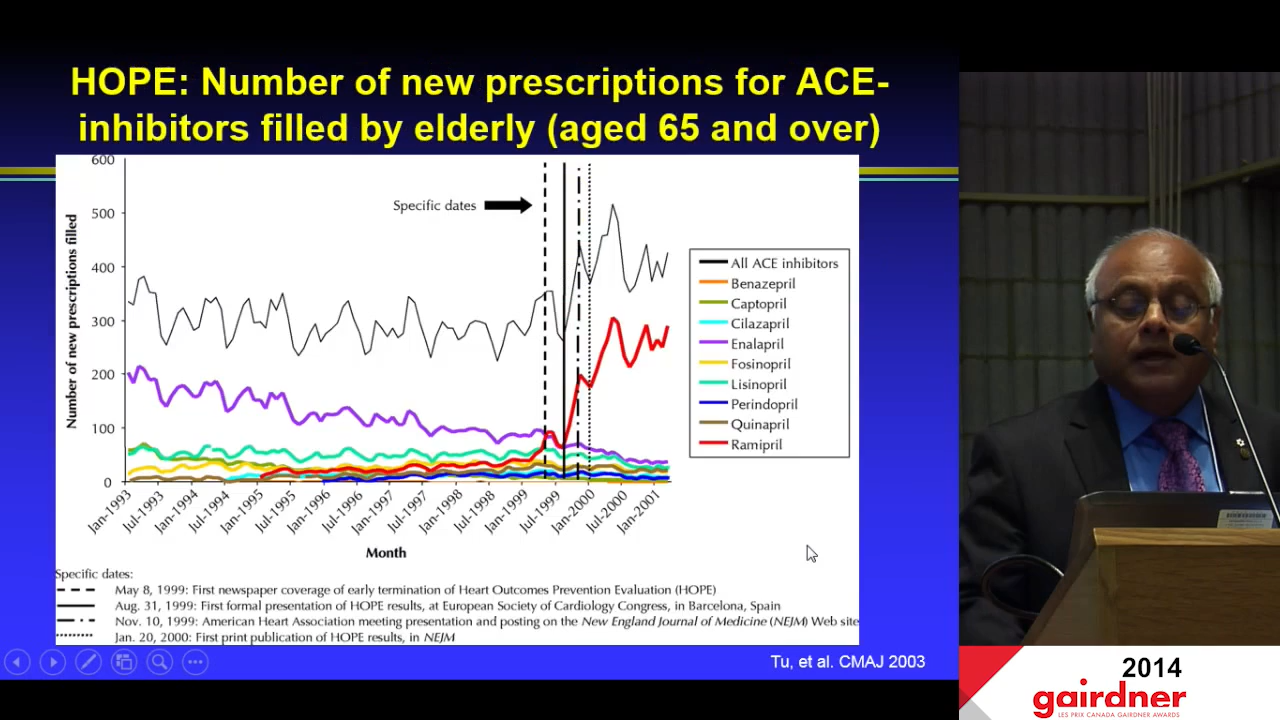 HOPE: Number of new prescriptions for ACE-
inhibitors filled by elderly (aged 65 and over)
600
500
400
300
200
100
0
Number of new prescriptions filled
Specific dates
Jan-1993
Jul-1993
Jan-1994
Jul-1994
Jan-1995
Jul-1995
Jan-1996
Jul-1996
Jan-1997
Jul-1997
Jan-1998
Jul-1998
Jan-1999
Jul-1999
Jan-2000
Jul-2000
Jan-2001
Month
All ACE inhibitors
Benazepril
Captopril
Cilazapril
Enalapril
Fosinopril
Lisinopril
Perindopril
Quinapril
Ramipril
Specific dates:
May 8, 1999: First newspaper coverage of early termination of Heart Outcomes Prevention Evaluation (HOPE)
Aug. 31, 1999: First formal presentation of HOPE results, at European Society of Cardiology Congress, in Barcelona, Spain
Nov. 10, 1999: American Heart Association meeting presentation and posting on the New England Journal of Medicine (NEJM) Web site
Jan. 20, 2000: First print publication of HOPE results, in NEJM
Tu, et al. CMAJ 2003
2014
gairdner
LES PRIX CANADA GAIRDNER AWARDS